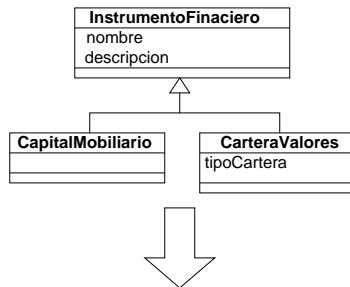 InstrumentoFinaciero
nombre
descripcion
CapitalMobiliario
CarteraValores
tipoCartera